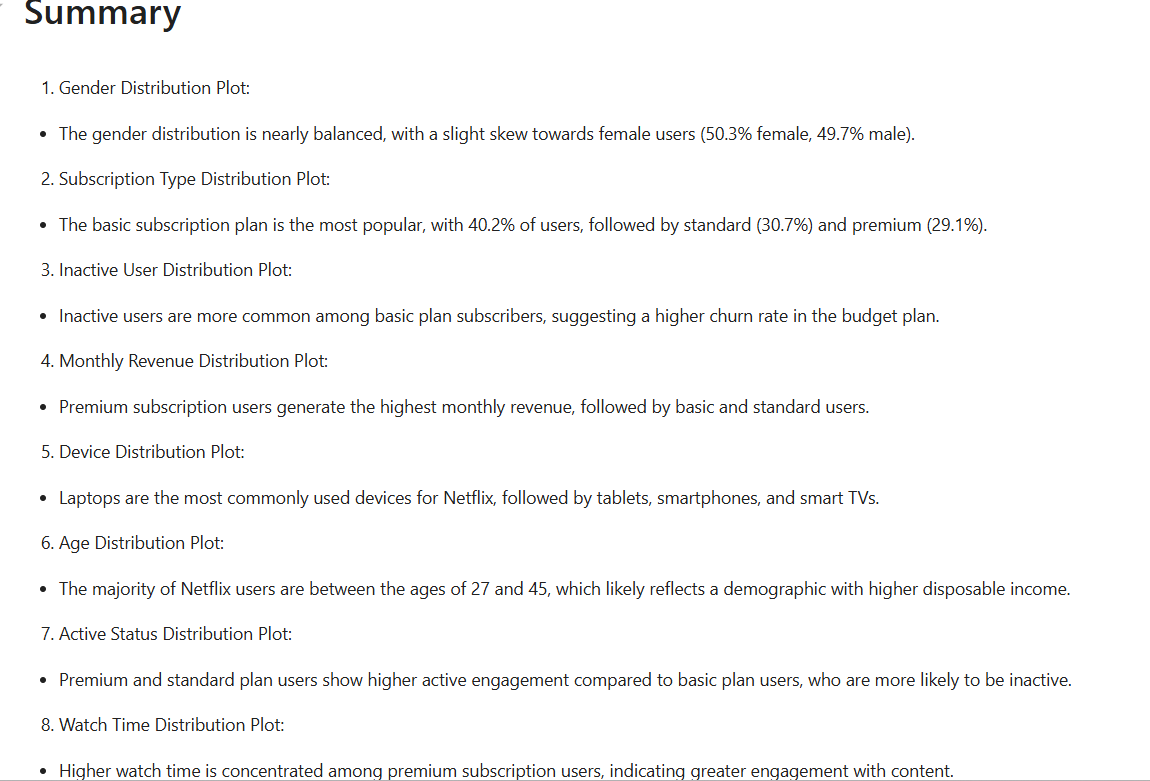 Summary
1. Gender Distribution Plot:
• The gender distribution is nearly balanced, with a slight skew towards female users (50.3% female, 49.7% male).
2. Subscription Type Distribution Plot:
• The basic subscription plan is the most popular, with 40.2% of users, followed by standard (30.7%) and premium (29.1%).
3. Inactive User Distribution Plot:
• Inactive users are more common among basic plan subscribers, suggesting a higher churn rate in the budget plan.
4. Monthly Revenue Distribution Plot:
• Premium subscription users generate the highest monthly revenue, followed by basic and standard users.
5. Device Distribution Plot:
• Laptops are the most commonly used devices for Netflix, followed by tablets, smartphones, and smart TVs.
6. Age Distribution Plot:
• The majority of Netflix users are between the ages of 27 and 45, which likely reflects a demographic with higher disposable income.
7. Active Status Distribution Plot:
• Premium and standard plan users show higher active engagement compared to basic plan users, who are more likely to be inactive.
8. Watch Time Distribution Plot:
• Higher watch time is concentrated among premium subscription users, indicating greater engagement with content.